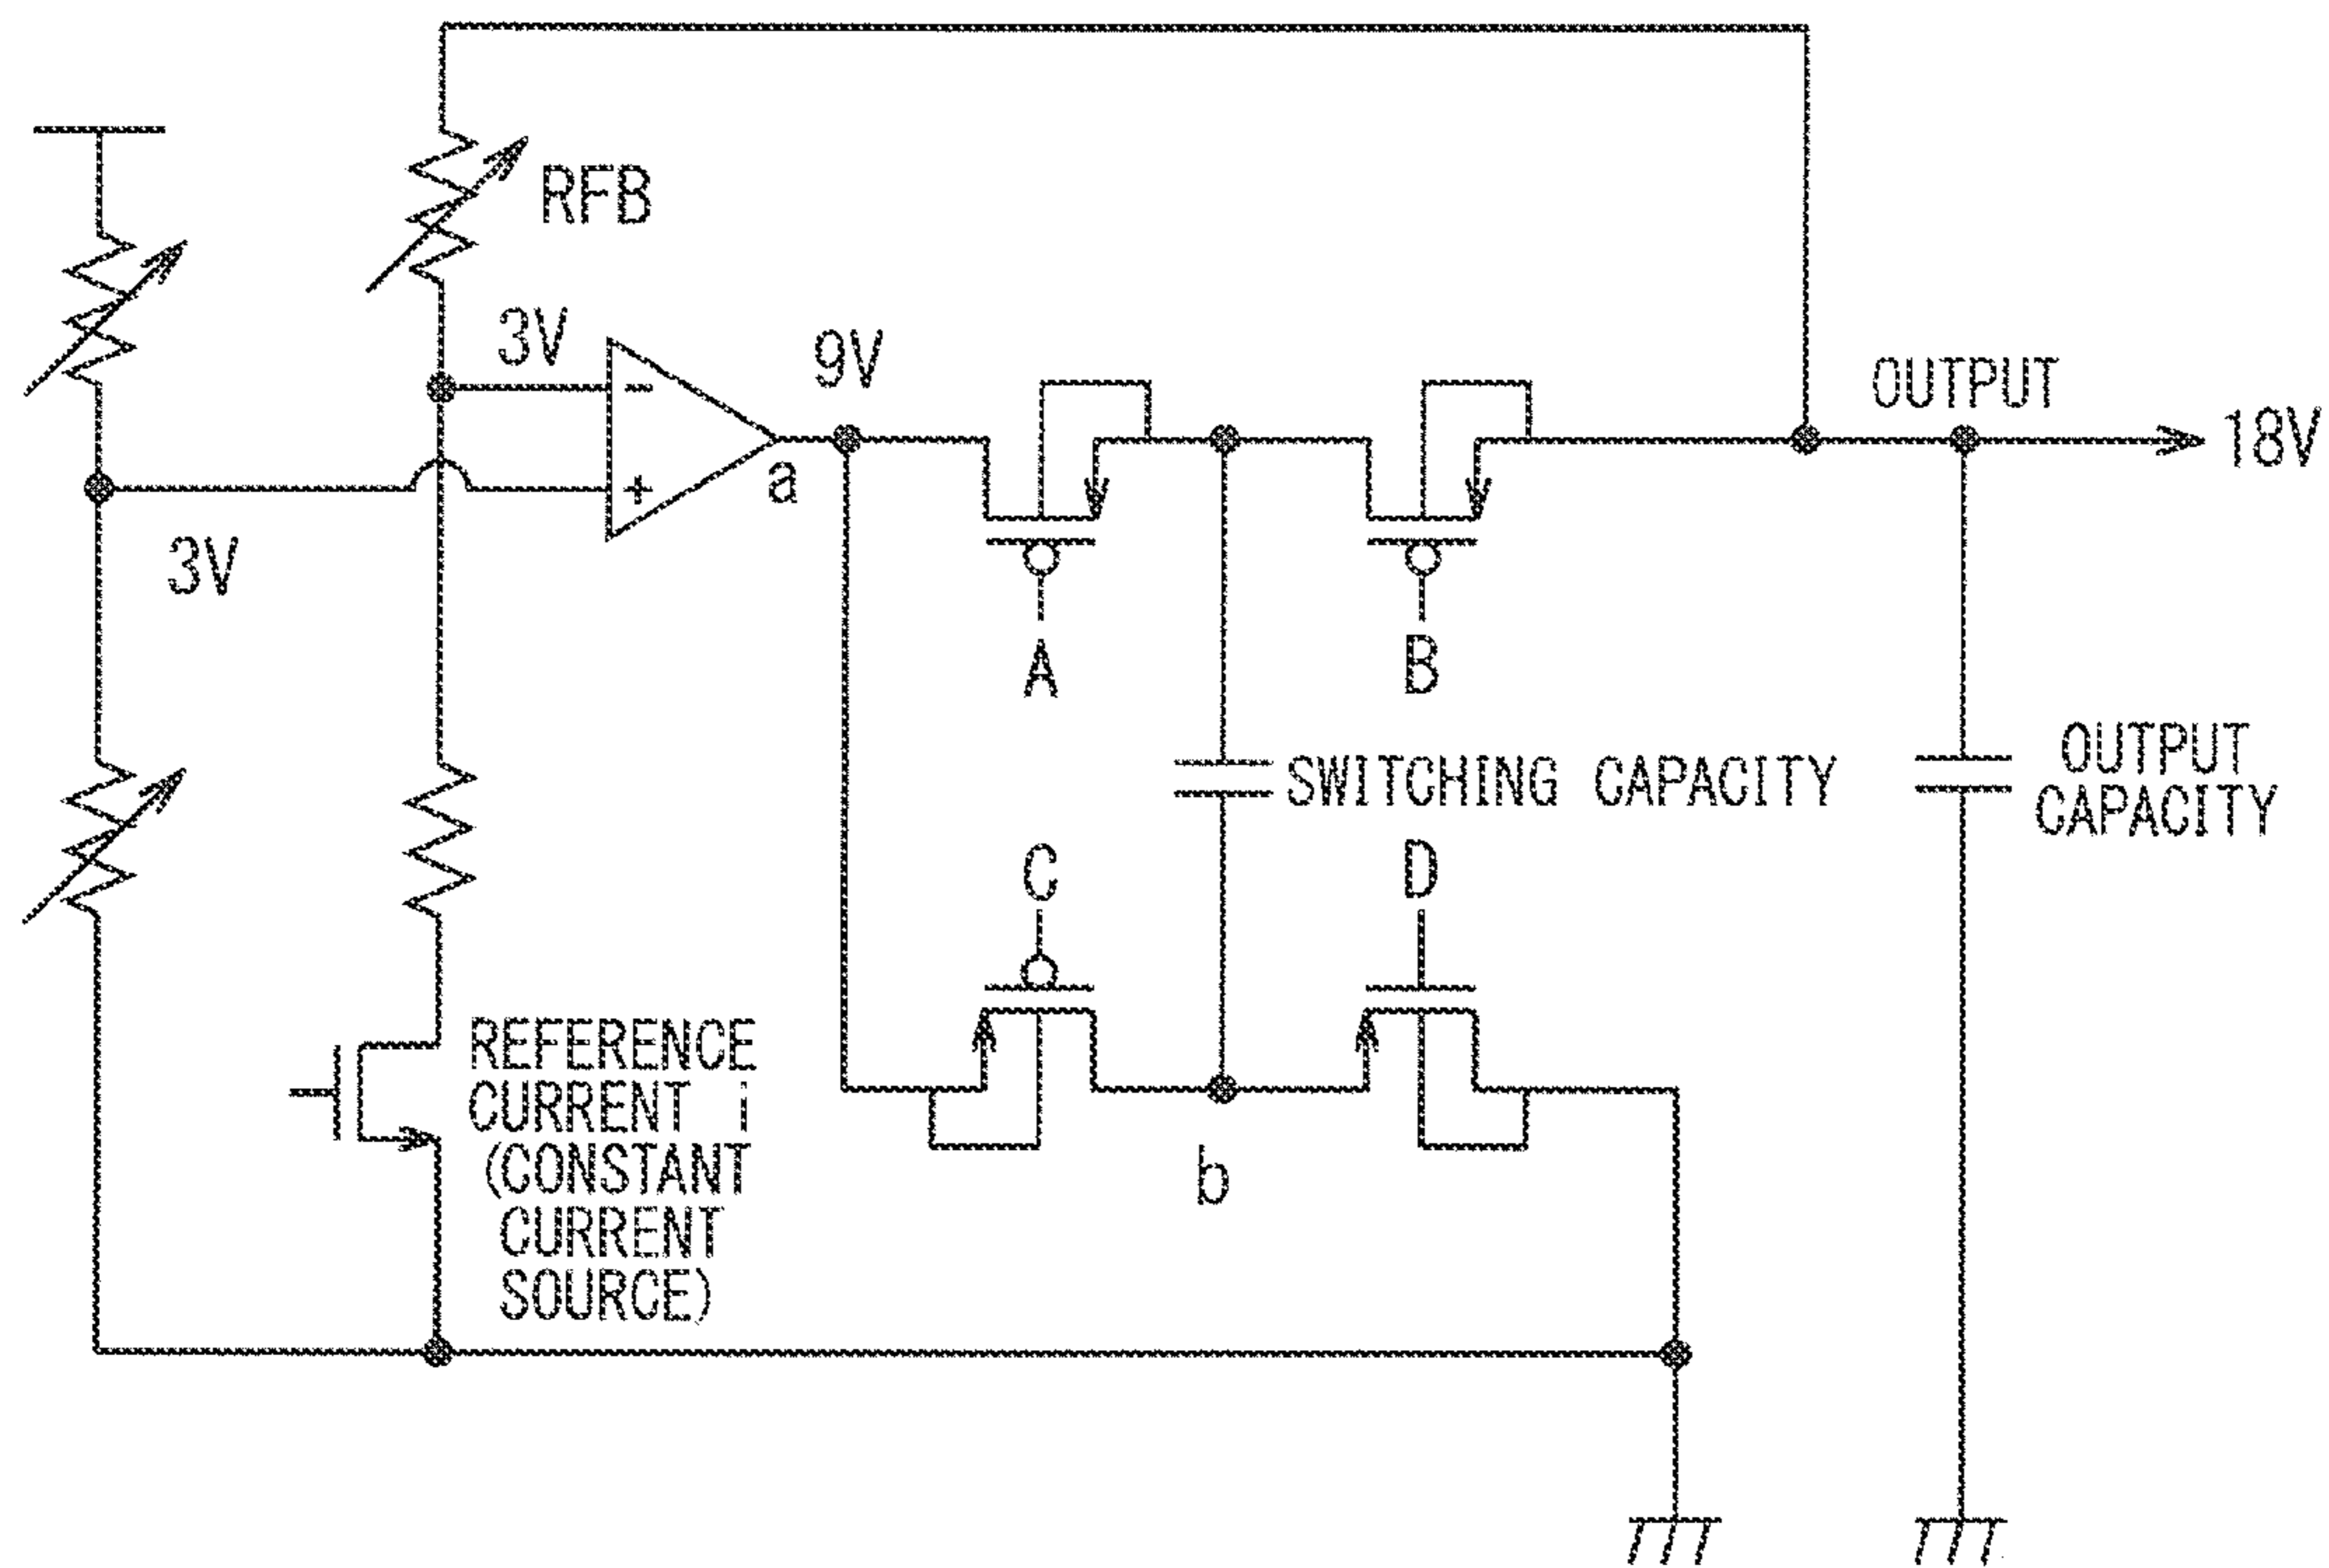 RFB
3V
9V
OUTPUT
18V
-
+
a
3V
A
B
SWITCHING CAPACITY
OUTPUT
CAPACITY
C
D
REFERENCE
CURRENT i
(CONSTANT
CURRENT
SOURCE)
b